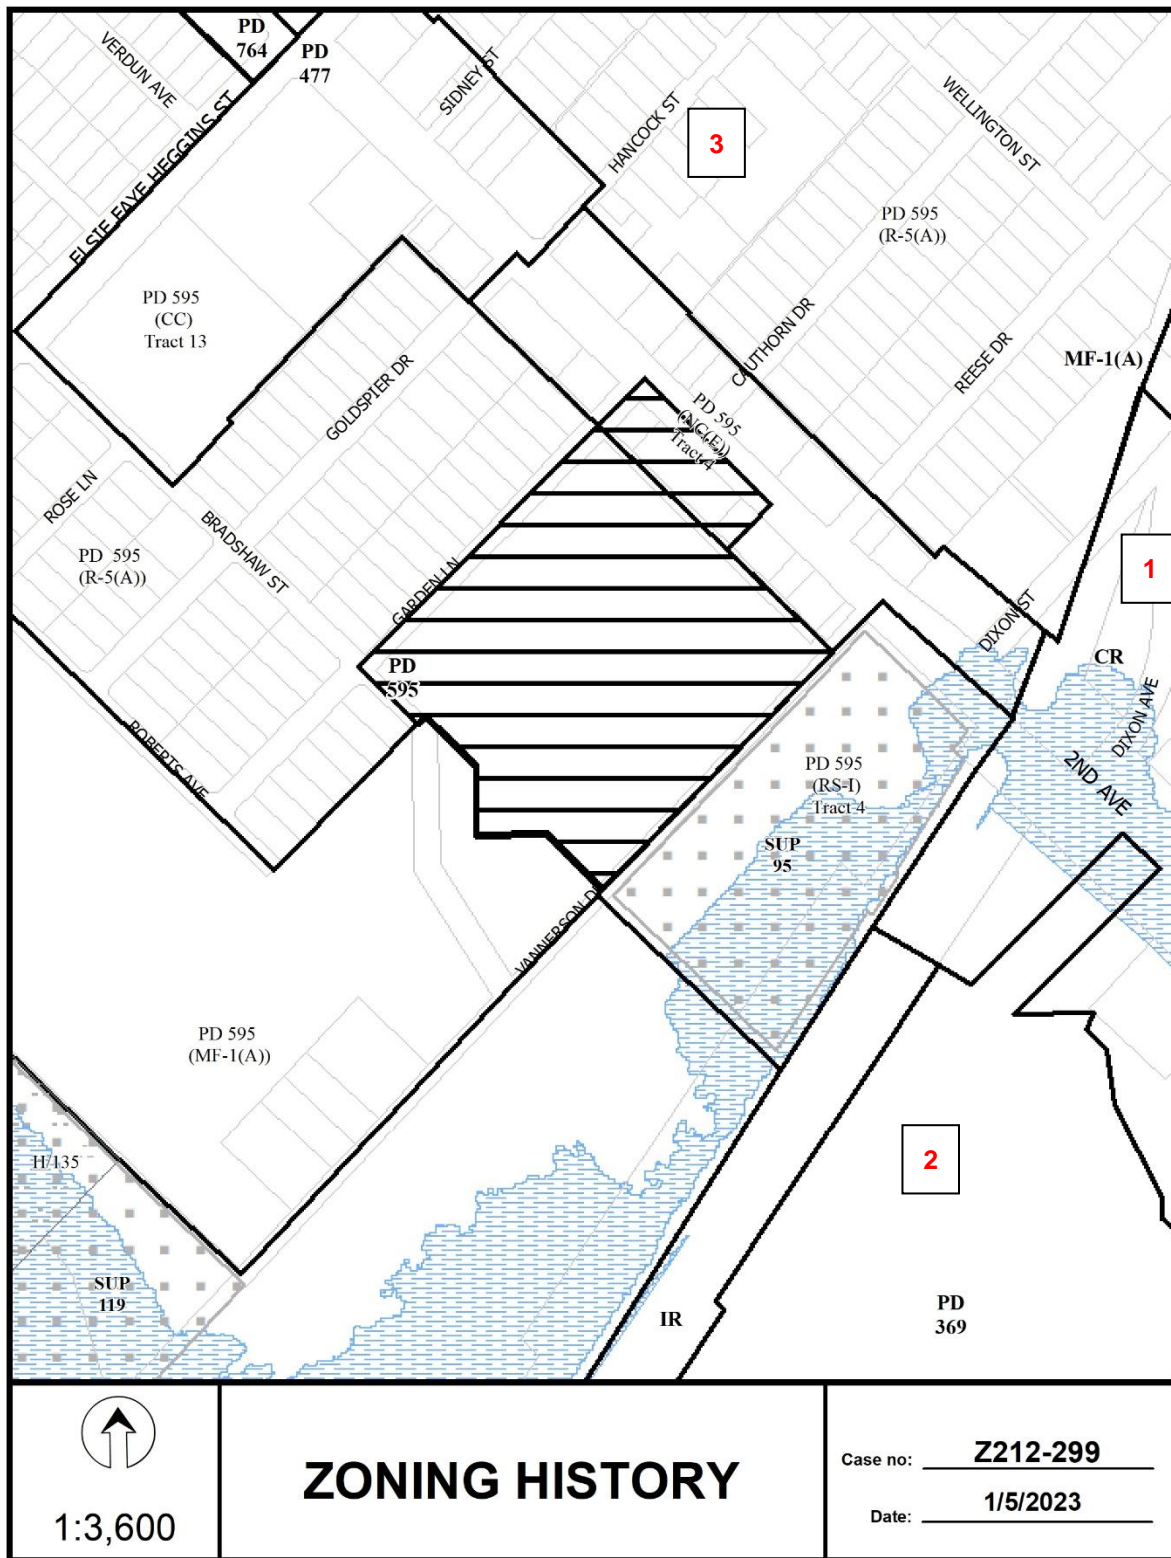 PD
764
PD
477
VERDUN AVE
SIDNEY ST
ELSIE FAYE HEGGINS ST
HANCOCK ST
3
WELLINGTON ST
PD 595
(R-5(A))
PD 595
(CC)
Tract 13
GOLDSPIER DR
CAUTHORN DR
REESE DR
MF-1(A)
PD 595
(NC(E))
Tract 4
ROSE LN
BRADSHAW ST
PD 595
(R-5(A))
GARDEN LN
1
DIXON ST
PD
595
CR
DIXON AVE
2ND AVE
ROBERTS AVE
PD 595
(RS-I)
Tract 4
SUP
95
VANNERSON DR
PD 595
(MF-1(A))
H/135
2
SUP
119
IR
PD
369
1:3,600
ZONING HISTORY
Case no: Z212-299
Date: 1/5/2023